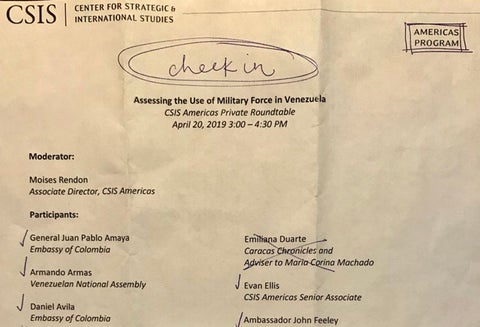 CSIS
CENTER FOR STRATEGIC &
INTERNATIONAL STUDIES
AMERICAS
PROGRAM
check in
Assessing the Use of Military Force in Venezuela
CSIS Americas Private Roundtable
April 20, 2019 3:00 – 4:30 PM
Moderator:
Moises Rendon
Associate Director, CSIS Americas
Participants:
General Juan Pablo Amaya
Embassy of Colombia
Armando Armas
Venezuelan National Assembly
Daniel Avila
Embassy of Colombia
Emiliana Duarte
Caracas Chronicles and
Adviser to Maria Corina Machado
Evan Ellis
CSIS Americas Senior Associate
Ambassador John Feeley